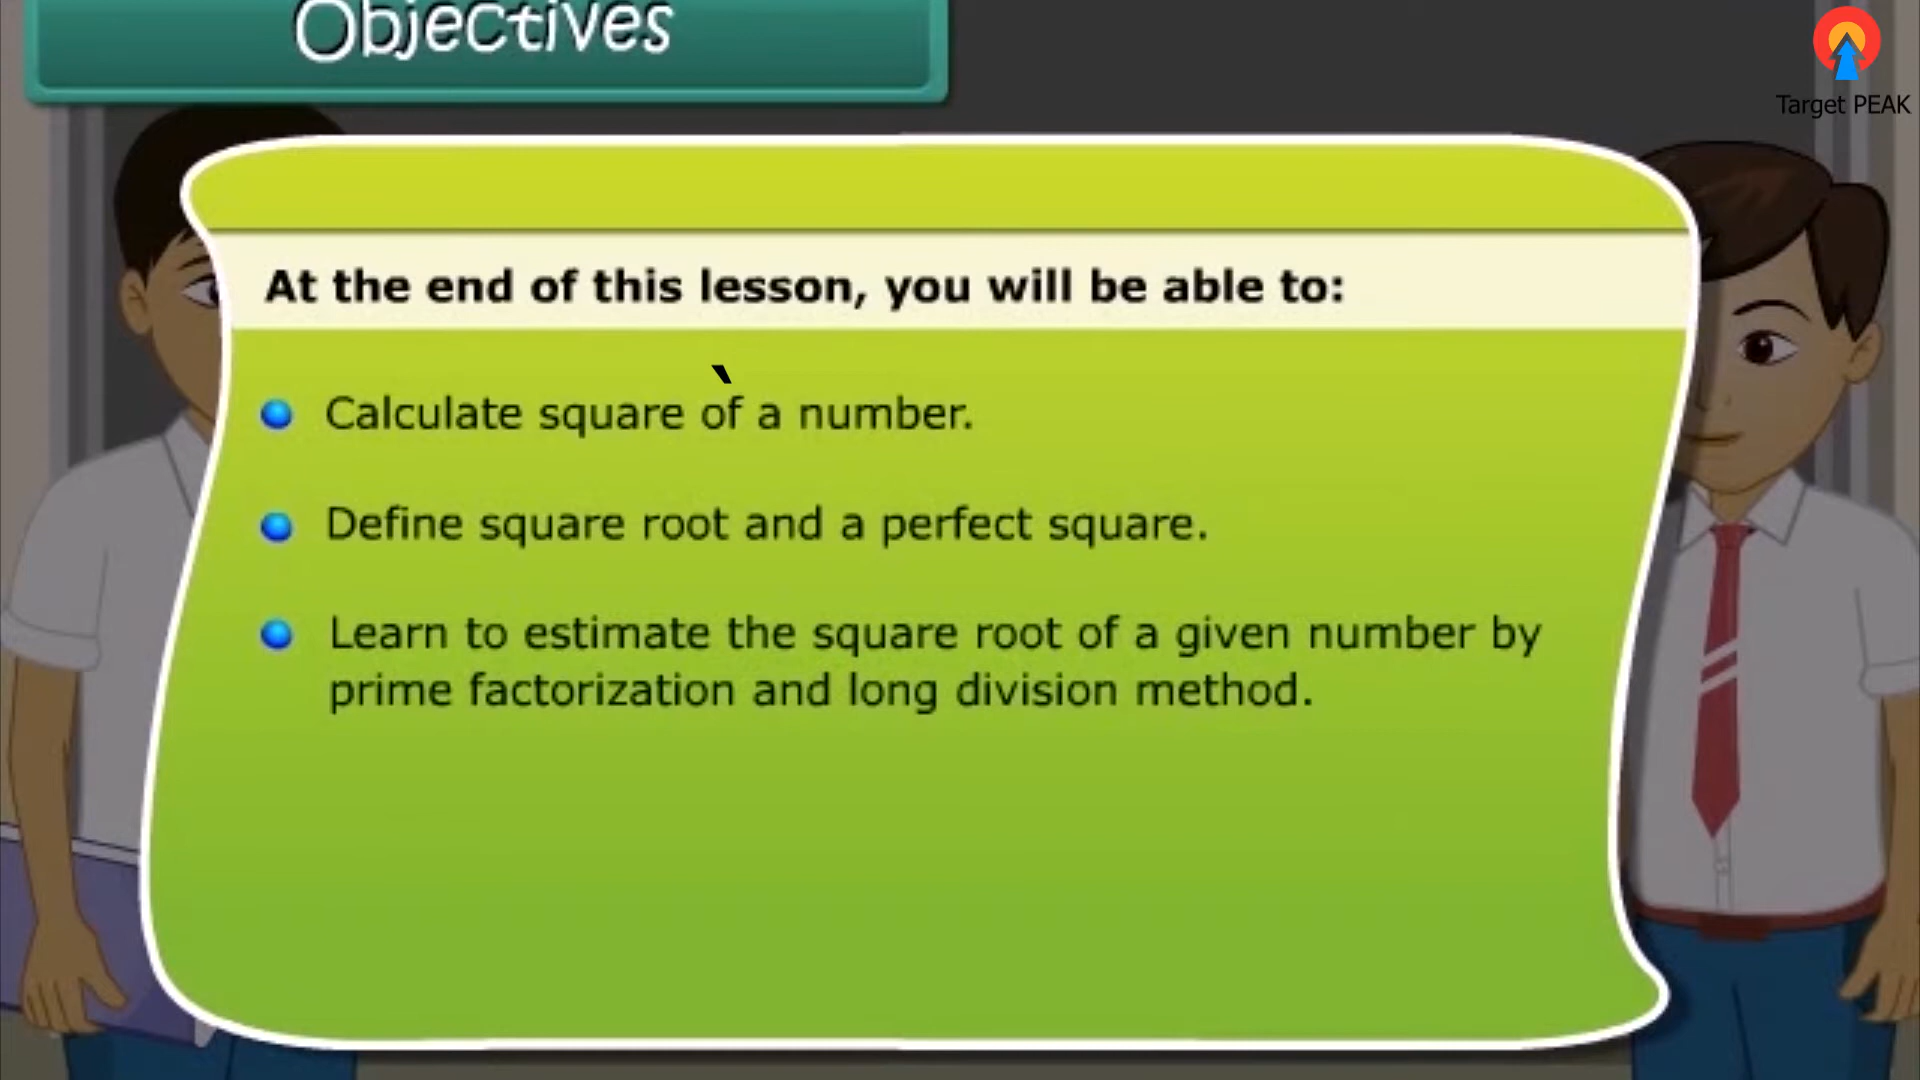 Objectives
Target PEAK
At the end of this lesson, you will be able to:
Calculate square of a number.
Define square root and a perfect square.
Learn to estimate the square root of a given number by
prime factorization and long division method.